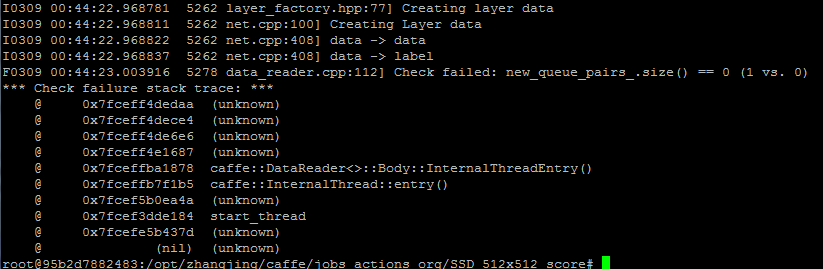 I0309 00:44:22.968781  5262 layer_factory.hpp:77] Creating layer data
I0309 00:44:22.968811  5262 net.cpp:100] Creating Layer data
I0309 00:44:22.968822  5262 net.cpp:408] data -> data
I0309 00:44:22.968837  5262 net.cpp:408] data -> label
F0309 00:44:23.003916  5278 data_reader.cpp:112] Check failed: new_queue_pairs_.size() == 0 (1 vs. 0)
*** Check failure stack trace: ***
    @     0x7fceff4dedaa  (unknown)
    @     0x7fceff4dece4  (unknown)
    @     0x7fceff4de6e6  (unknown)
    @     0x7fceff4e1687  (unknown)
    @     0x7fceffba1878  caffe::DataReader<>::Body::InternalThreadEntry()
    @     0x7fceffb7f1b5  caffe::InternalThread::entry()
    @     0x7fcef5b0ea4a  (unknown)
    @     0x7fcef3dde184  start_thread
    @     0x7fcefe5b437d  (unknown)
    @              (nil)  (unknown)
root@95b2d7882483:/opt/zhangjing/caffe/jobs_actions_org/SSD_512x512_score#